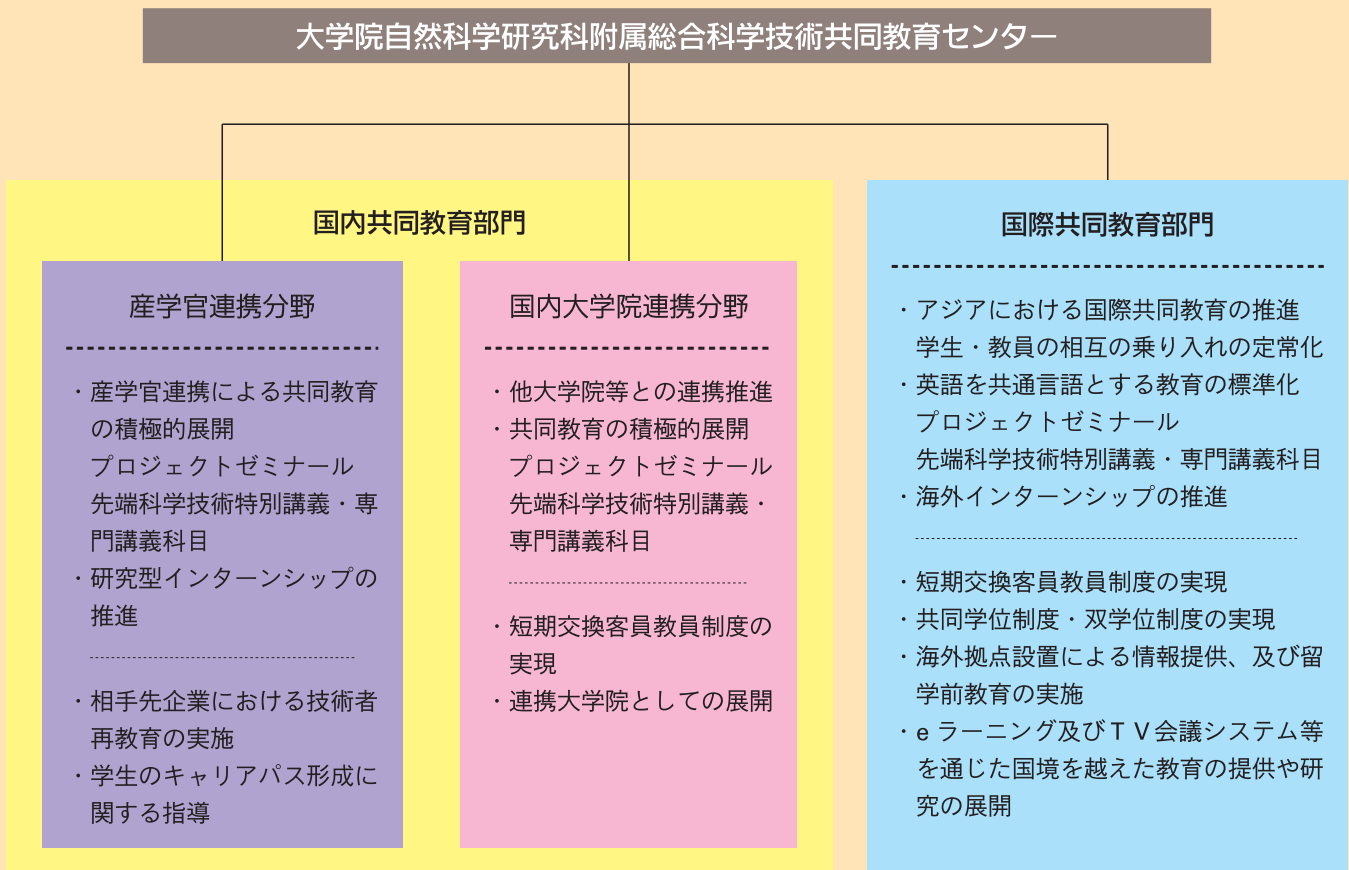 大学院自然科学研究科附属総合科学技術共同教育センター
国内共同教育部門
産学官連携分野
・産学官連携による共同教育
の積極的展開
プロジェクトゼミナール
先端科学技術特別講義・専
門講義科目
・研究型インターンシップの
推進
・相手先企業における技術者
再教育の実施
・学生のキャリアパス形成に
関する指導
国内大学院連携分野
・他大学院等との連携推進
・共同教育の積極的展開
プロジェクトゼミナール
先端科学技術特別講義・
専門講義科目
・短期交換客員教員制度の
実現
・連携大学院としての展開
国際共同教育部門
・アジアにおける国際共同教育の推進
学生・教員の相互の乗り入れの定常化
・英語を共通言語とする教育の標準化
プロジェクトゼミナール
先端科学技術特別講義・専門講義科目
・海外インターンシップの推進
・短期交換客員教員制度の実現
・共同学位制度・双学位制度の実現
・海外拠点設置による情報提供、及び留
学前教育の実施
・e ラーニング及びＴＶ会議システム等
を通じた国境を越えた教育の提供や研
究の展開